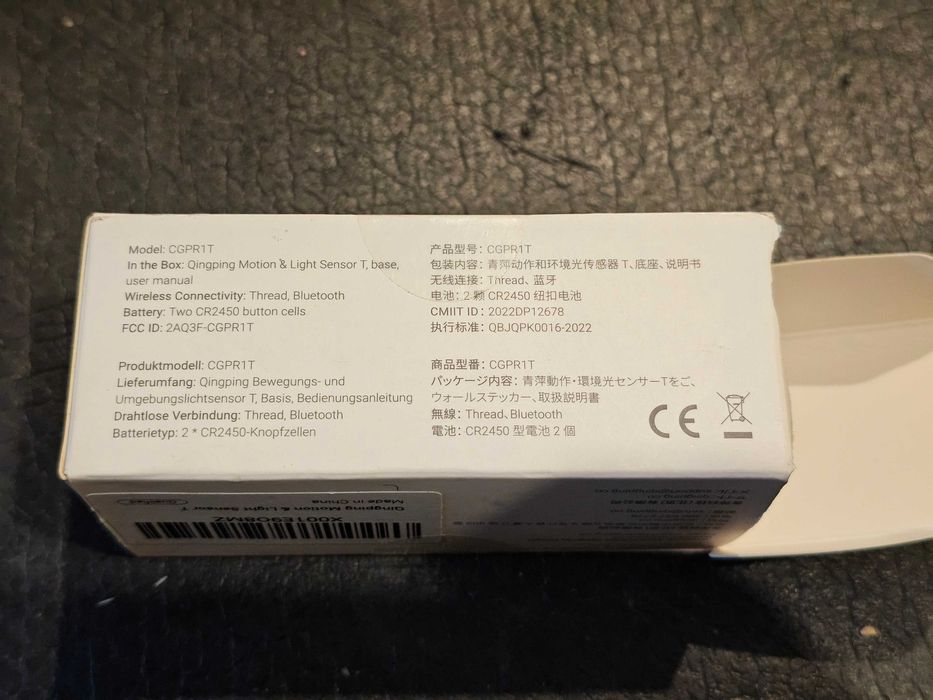 Model: CGPR1T
In the Box: Qingping Motion & Light Sensor T, base,
user manual
Wireless Connectivity: Thread, Bluetooth
Battery: Two CR2450 button cells
FCC ID: 2AQ3F-CGPR1T
产品型号: CGPR1T
包装内容: 青萍动作和环境光传感器 T、底座、说明书
无线连接: Thread、蓝牙
电池: 2 颗 CR2450 纽扣电池
CMIIT ID: 2022DP12678
执行标准: QBJQPK0016-2022
Produktmodell: CGPR1T
Lieferumfang: Qingping Bewegungs- und
Umgebungslichtsensor T, Basis, Bedienungsanleitung
Drahtlose Verbindung: Thread, Bluetooth
Batterietyp: 2 * CR2450-Knopfzellen
商品型番: CGPR1T
パッケージ内容: 青萍動作・環境光センサーTをご、
ウォールステッカー、取扱説明書
無線: Thread、Bluetooth
電池: CR2450 型電池 2 個
CE
X001E9O8MZ
Qingping Motion & Light Sensor T
Made in China